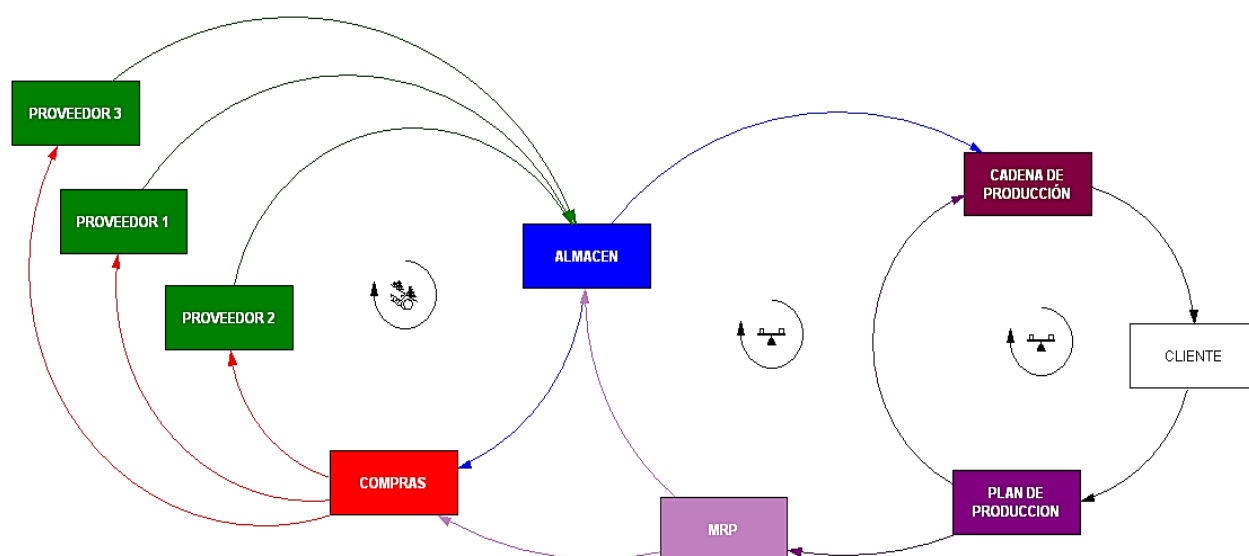 PROVEEDOR 3
PROVEEDOR 1
PROVEEDOR 2
ALMACEN
CADENA DE
PRODUCCIÓN
CLIENTE
COMPRAS
MRP
PLAN DE
PRODUCCION